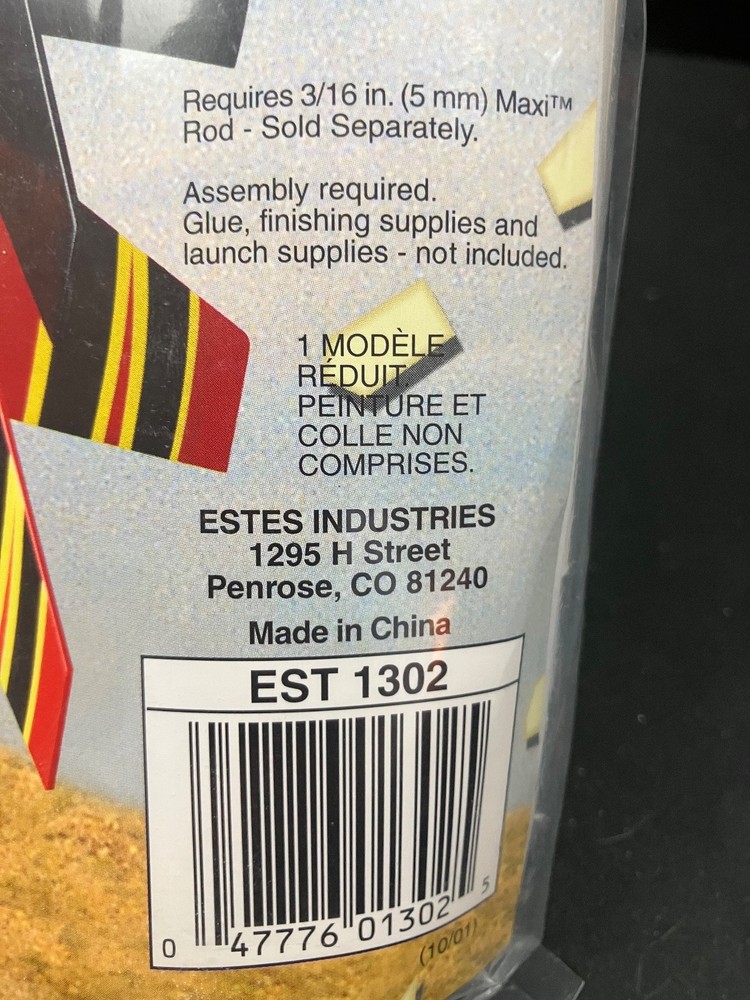 Requires 3/16 in. (5 mm) Maxi™
Rod - Sold Separately.
Assembly required.
Glue, finishing supplies and
launch supplies - not included.
1 MODÈLE
RÉDUIT.
PEINTURE ET
COLLE NON
COMPRISES.
ESTES INDUSTRIES
1295 H Street
Penrose, CO 81240
Made in China
EST 1302
0 47776 01302 5
(10/01)